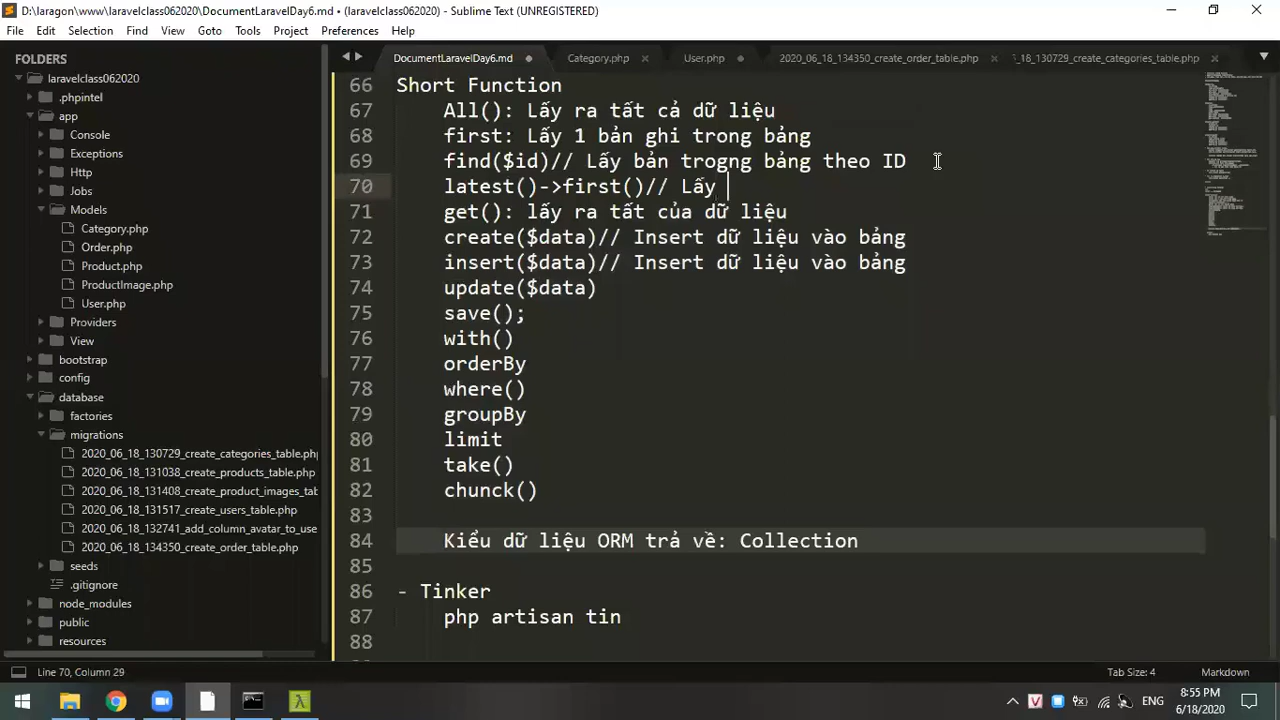 D:\laragon\www\laravelclass062020\DocumentLaravelDay6.md • (laravelclass062020) - Sublime Text (UNREGISTERED)
File Edit Selection Find View Goto Tools Project Preferences Help
FOLDERS
laravelclass062020
.phpintel
app
Console
Exceptions
Http
Jobs
Models
Category.php
Order.php
Product.php
ProductImage.php
User.php
Providers
View
bootstrap
config
database
factories
migrations
2020_06_18_130729_create_categories_table.php
2020_06_18_131038_create_products_table.php
2020_06_18_131408_create_product_images_tab
2020_06_18_131517_create_users_table.php
2020_06_18_132741_add_column_avatar_to_use
2020_06_18_134350_create_order_table.php
seeds
.gitignore
node_modules
public
resources
DocumentLaravelDay6.md Category.php User.php 2020_06_18_134350_create_order_table.php _18_130729_create_categories_table.php
66 Short Function
67 All(): Lấy ra tất cả dữ liệu
68 first: Lấy 1 bản ghi trong bảng
69 find($id)// Lấy bản trogng bảng theo ID
70 latest()->first()// Lấy
71 get(): lấy ra tất của dữ liệu
72 create($data)// Insert dữ liệu vào bảng
73 insert($data)// Insert dữ liệu vào bảng
74 update($data)
75 save();
76 with()
77 orderBy
78 where()
79 groupBy
80 limit
81 take()
82 chunck()
83
84 Kiểu dữ liệu ORM trả về: Collection
85
86 - Tinker
87 php artisan tin
88
Line 70, Column 29 Tab Size: 4 Markdown
ENG
8:55 PM
6/18/2020